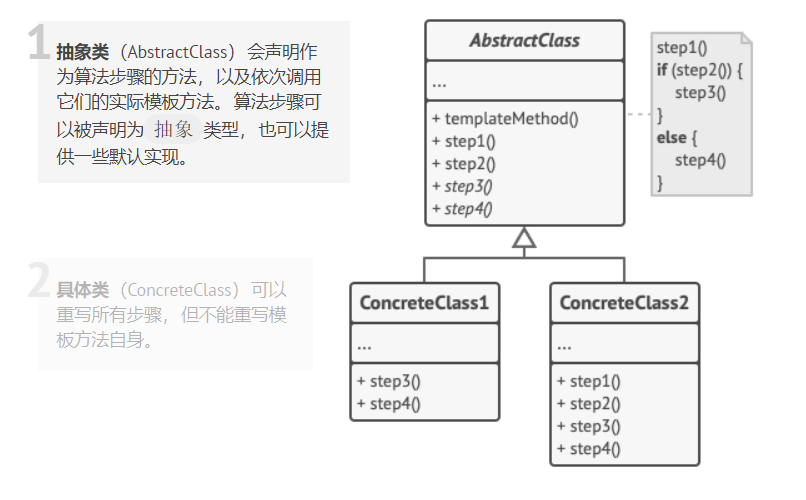 1
抽象类（AbstractClass）会声明作
为算法步骤的方法，以及依次调用
它们的实际模板方法。算法步骤可
以被声明为 抽象 类型，也可以提
供一些默认实现。
AbstractClass
...
+ templateMethod()
+ step1()
+ step2()
+ step3()
+ step4()
step1()
if (step2()) {
step3()
}
else {
step4()
}
2
具体类（ConcreteClass）可以
重写所有步骤，但不能重写模
板方法自身。
ConcreteClass1
...
+ step3()
+ step4()
ConcreteClass2
...
+ step1()
+ step2()
+ step3()
+ step4()